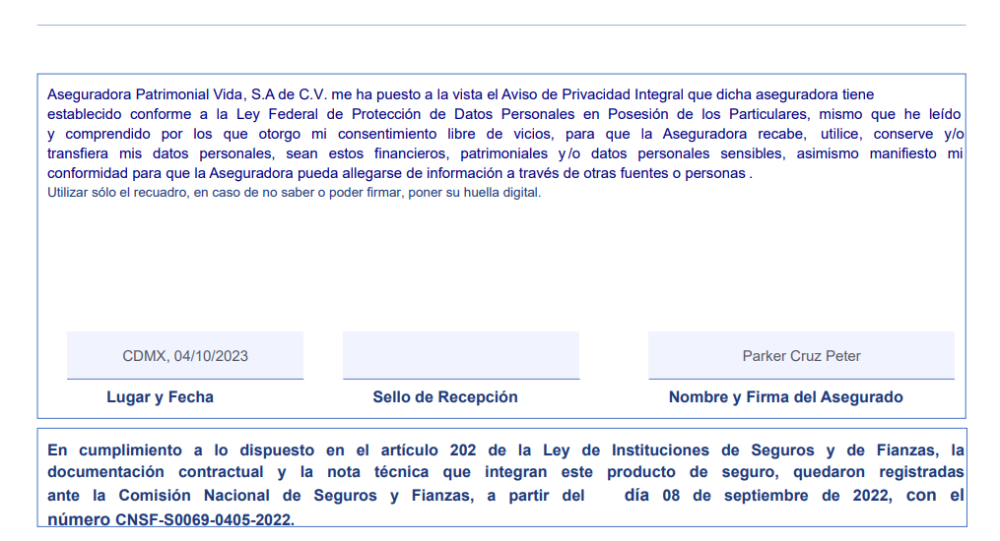 Aseguradora Patrimonial Vida, S.A de C.V. me ha puesto a la vista el Aviso de Privacidad Integral que dicha aseguradora tiene
establecido conforme a la Ley Federal de Protección de Datos Personales en Posesión de los Particulares, mismo que he leído
y comprendido por los que otorgo mi consentimiento libre de vicios, para que la Aseguradora recabe, utilice, conserve y/o
transfiera mis datos personales, sean estos financieros, patrimoniales y/o datos personales sensibles, asimismo manifiesto mi
conformidad para que la Aseguradora pueda allegarse de información a través de otras fuentes o personas .
Utilizar sólo el recuadro, en caso de no saber o poder firmar, poner su huella digital.
CDMX, 04/10/2023 Parker Cruz Peter
Lugar y Fecha Sello de Recepción Nombre y Firma del Asegurado
En cumplimiento a lo dispuesto en el artículo 202 de la Ley de Instituciones de Seguros y de Fianzas, la
documentación contractual y la nota técnica que integran este producto de seguro, quedaron registradas
ante la Comisión Nacional de Seguros y Fianzas, a partir del día 08 de septiembre de 2022, con el
número CNSF-S0069-0405-2022.